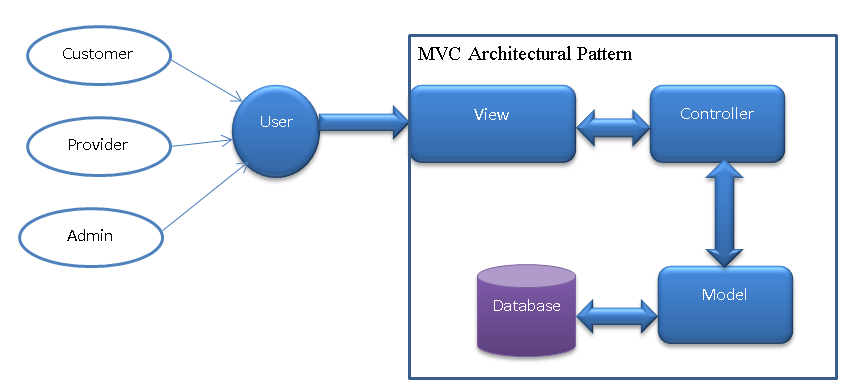 Customer
MVC Architectural Pattern
User
View
Controller
Provider
Admin
Database
Model